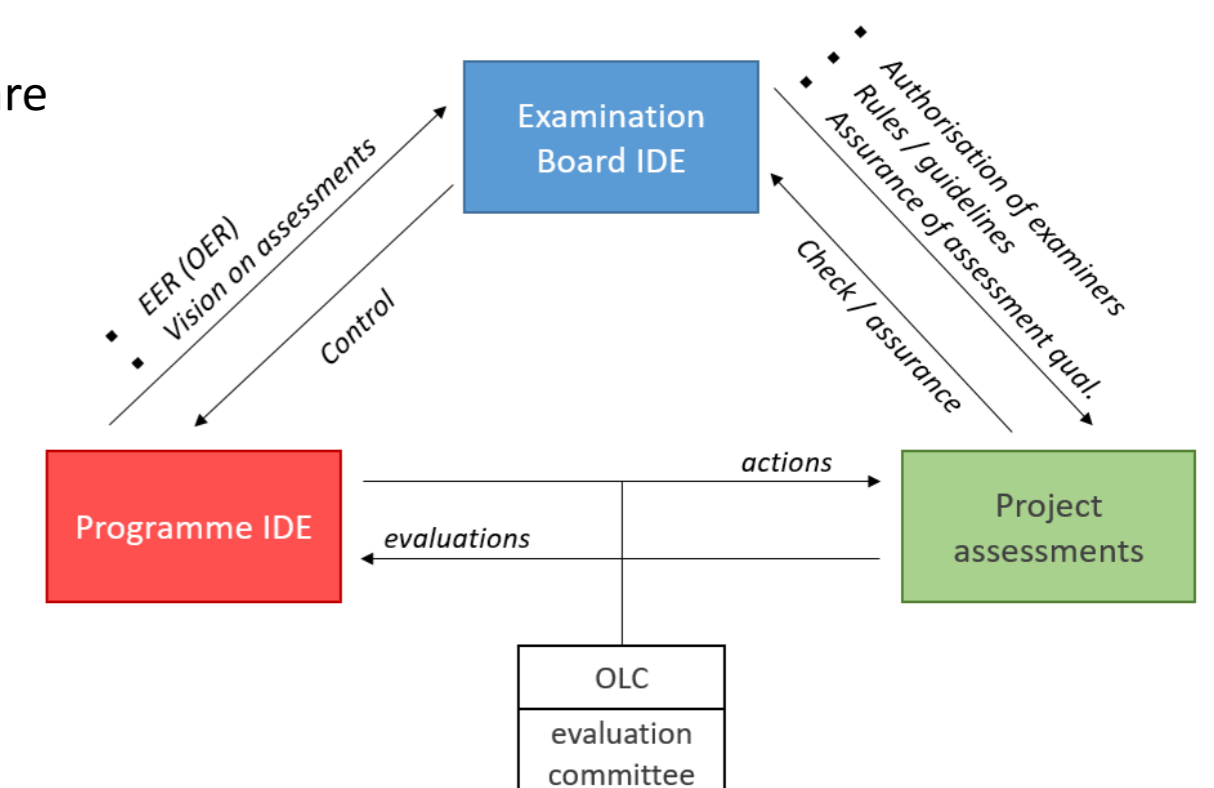 re
Examination
Board IDE
EER (OER)
Vision on assessments
Control
Authorisation of examiners
Rules / guidelines
Assurance of assessment qual.
Check / assurance
Programme IDE
actions
evaluations
Project
assessments
OLC
evaluation
committee